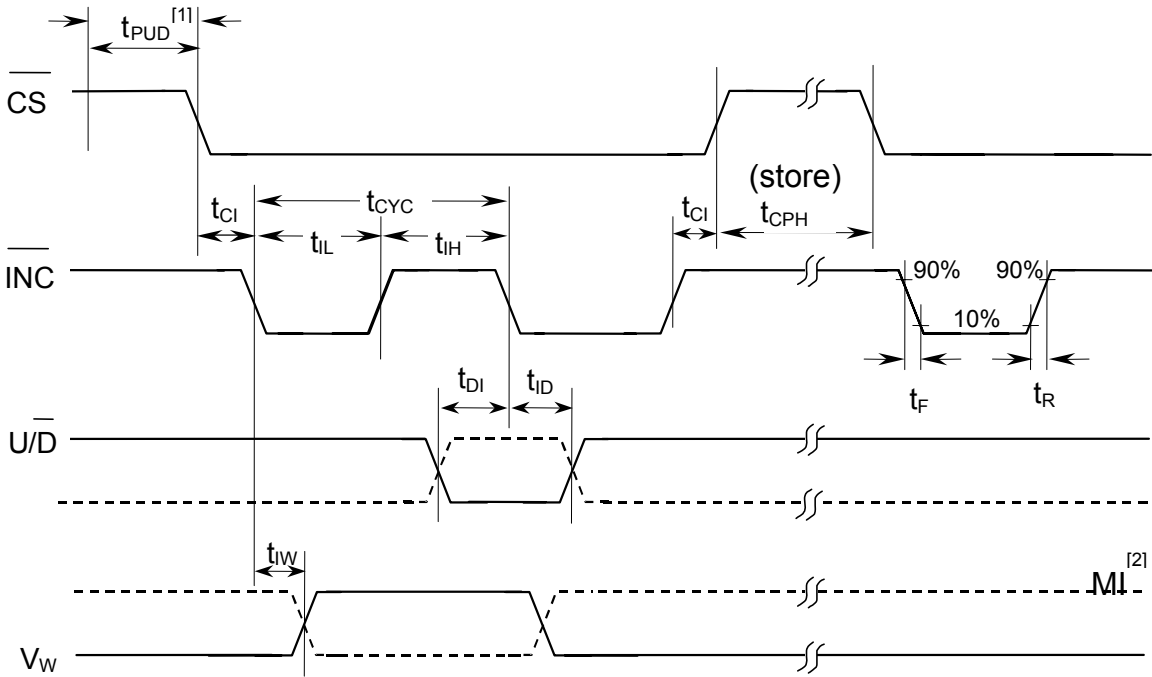 tPUD[1]
CS
(store)
tCI tCYC tCI tCPH
tIL tIH
INC
90% 90%
10%
tDI tID
tF tR
U/D
tIW
MI[2]
VW